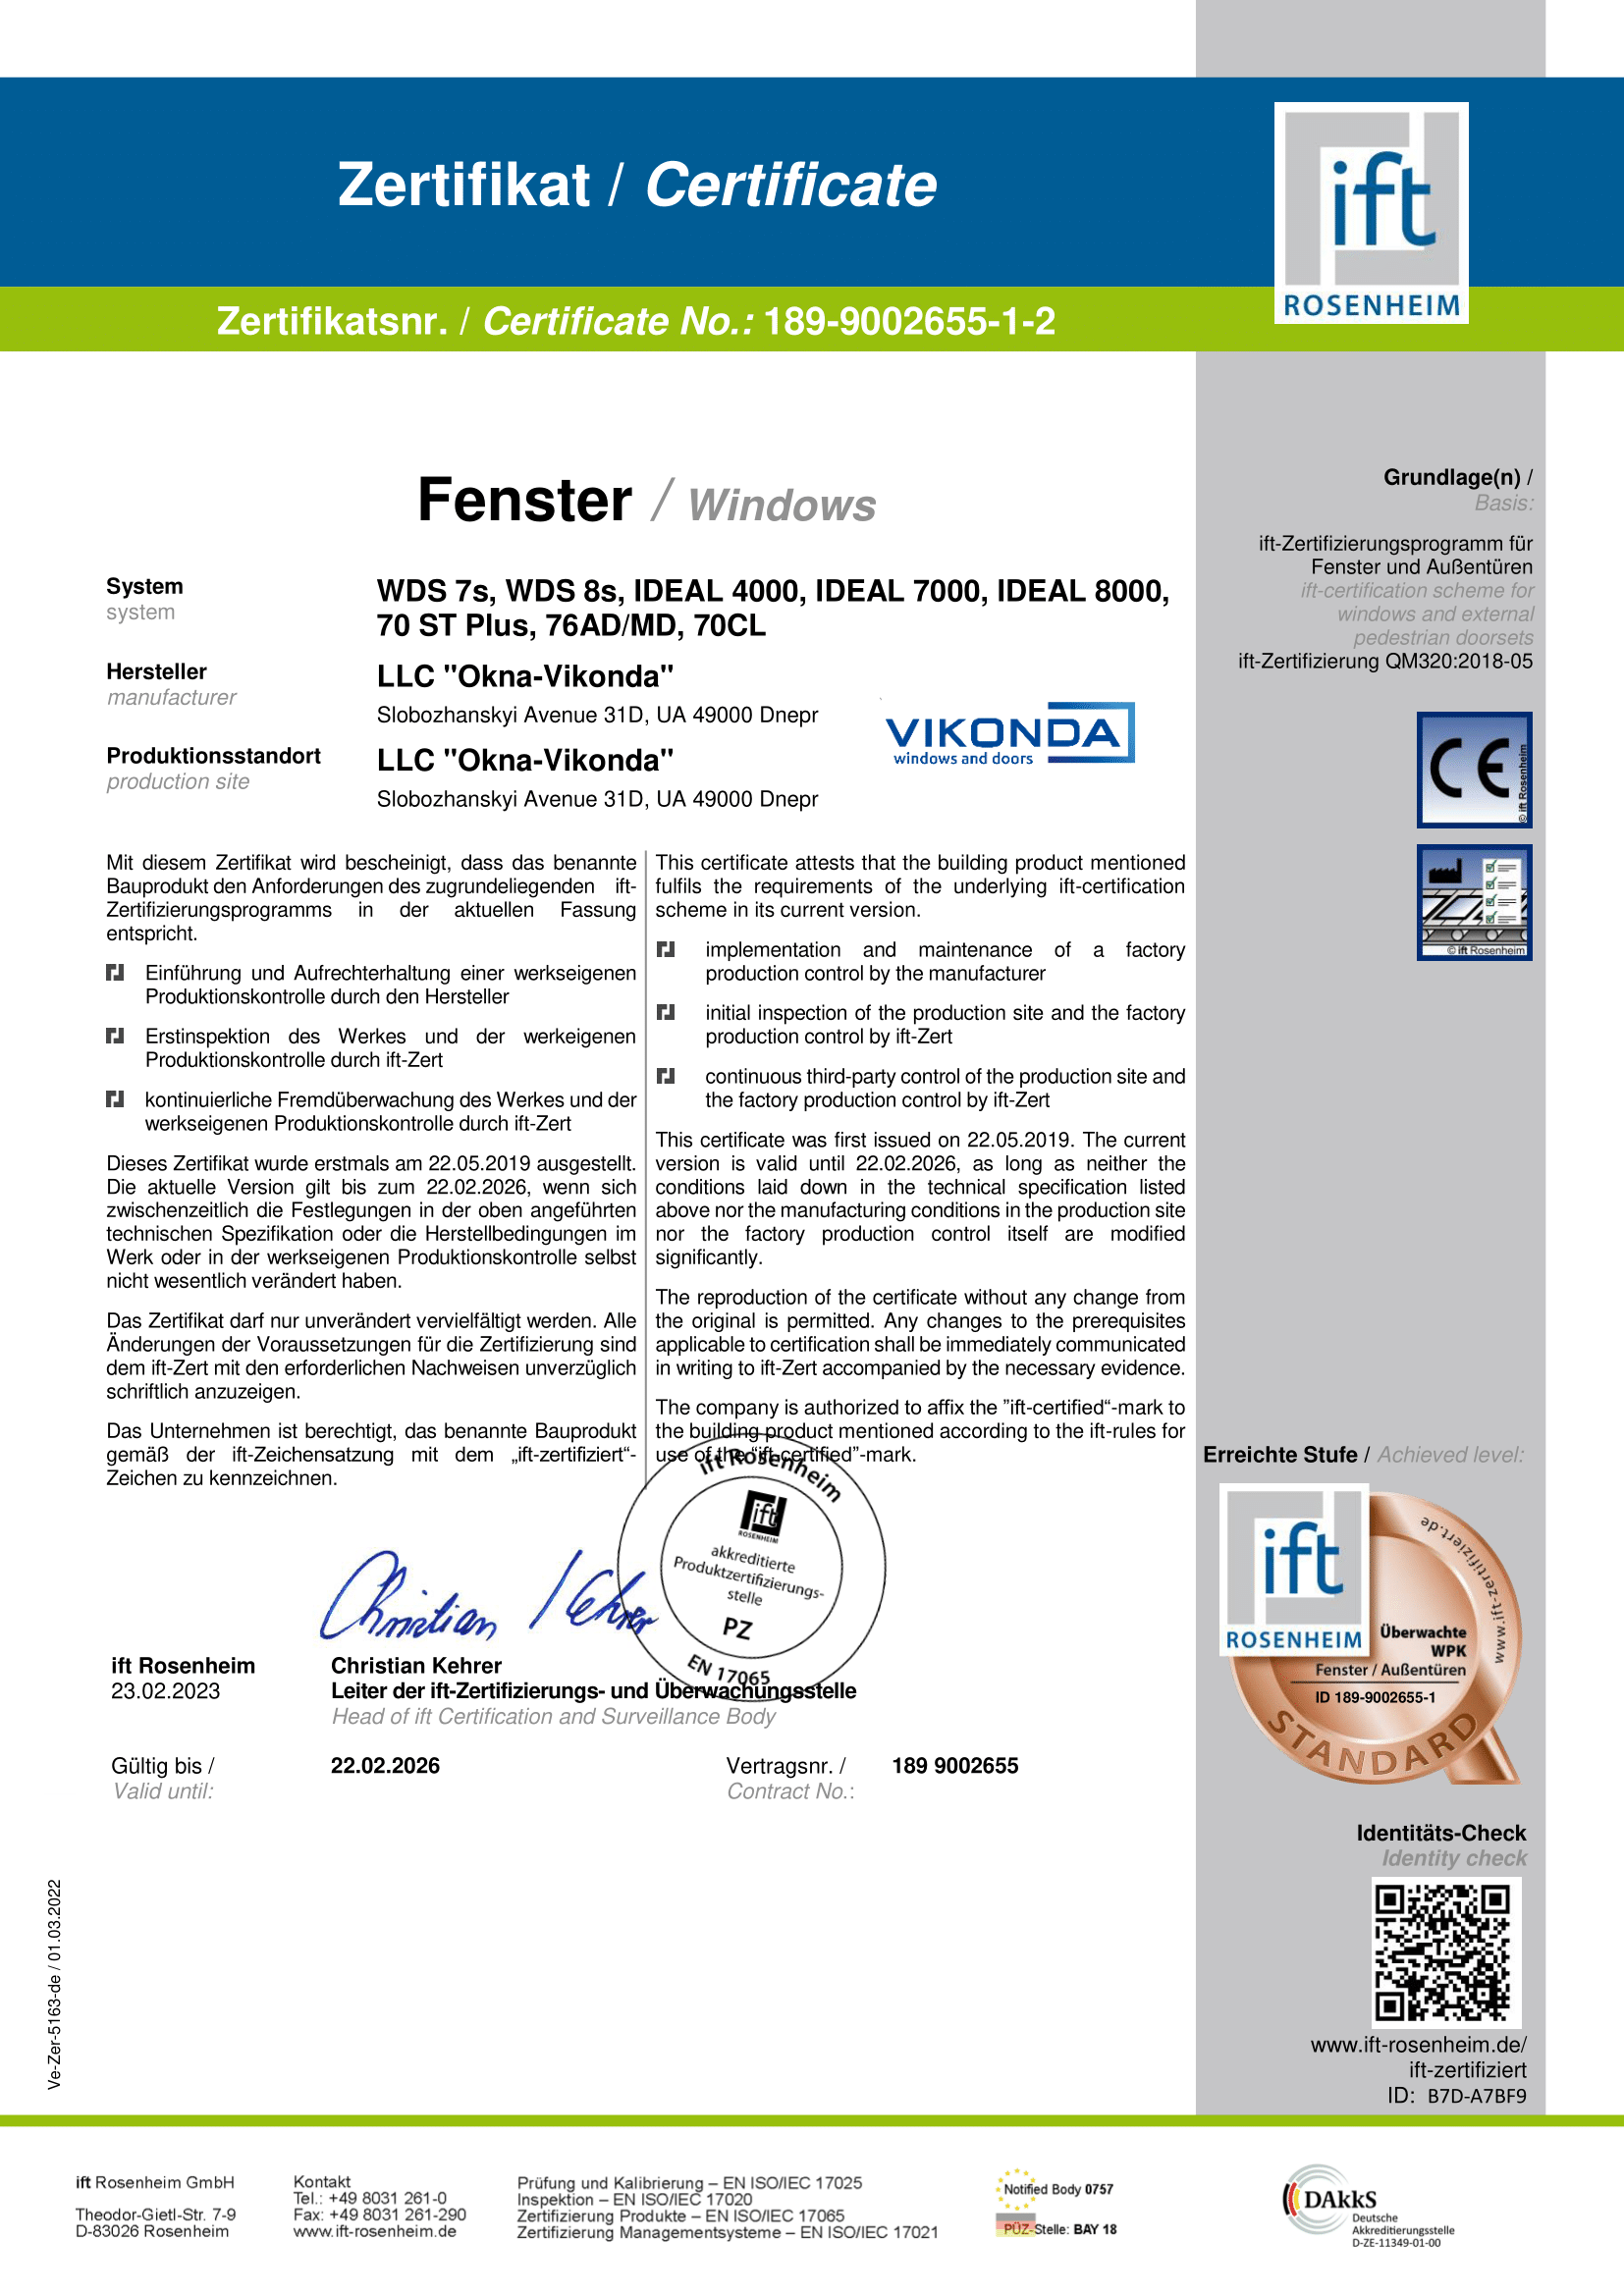 Zertifikat / Certificate
ift
ROSENHEIM
Zertifikatsnr. / Certificate No.: 189-9002655-1-2
Fenster / Windows
System
system
WDS 7s, WDS 8s, IDEAL 4000, IDEAL 7000, IDEAL 8000,
70 ST Plus, 76AD/MD, 70CL
Hersteller
manufacturer
LLC "Okna-Vikonda"
Slobozhanskyi Avenue 31D, UA 49000 Dnepr
Produktionsstandort
production site
LLC "Okna-Vikonda"
Slobozhanskyi Avenue 31D, UA 49000 Dnepr
VIKONDA
windows and doors
Mit diesem Zertifikat wird bescheinigt, dass das benannte
Bauprodukt den Anforderungen des zugrundeliegenden ift-
Zertifizierungsprogramms in der aktuellen Fassung
entspricht.
Einführung und Aufrechterhaltung einer werkseigenen
Produktionskontrolle durch den Hersteller
Erstinspektion des Werkes und der werkeigenen
Produktionskontrolle durch ift-Zert
kontinuierliche Fremdüberwachung des Werkes und der
werkseigenen Produktionskontrolle durch ift-Zert
Dieses Zertifikat wurde erstmals am 22.05.2019 ausgestellt.
Die aktuelle Version gilt bis zum 22.02.2026, wenn sich
zwischenzeitlich die Festlegungen in der oben angeführten
technischen Spezifikation oder die Herstellbedingungen im
Werk oder in der werkseigenen Produktionskontrolle selbst
nicht wesentlich verändert haben.
Das Zertifikat darf nur unverändert vervielfältigt werden. Alle
Änderungen der Voraussetzungen für die Zertifizierung sind
dem ift-Zert mit den erforderlichen Nachweisen unverzüglich
schriftlich anzuzeigen.
Das Unternehmen ist berechtigt, das benannte Bauprodukt
gemäß der ift-Zeichensatzung mit dem „ift-zertifiziert“-
Zeichen zu kennzeichnen.
This certificate attests that the building product mentioned
fulfils the requirements of the underlying ift-certification
scheme in its current version.
implementation and maintenance of a factory
production control by the manufacturer
initial inspection of the production site and the factory
production control by ift-Zert
continuous third-party control of the production site and
the factory production control by ift-Zert
This certificate was first issued on 22.05.2019. The current
version is valid until 22.02.2026, as long as neither the
conditions laid down in the technical specification listed
above nor the manufacturing conditions in the production site
nor the factory production control itself are modified
significantly.
The reproduction of the certificate without any change from
the original is permitted. Any changes to the prerequisites
applicable to certification shall be immediately communicated
in writing to ift-Zert accompanied by the necessary evidence.
The company is authorized to affix the ”ift-certified“-mark to
the building product mentioned according to the ift-rules for
use of the “ift-certified”-mark.
ift Rosenheim
ift
ROSENHEIM
akkreditierte
Produktzertifizierungs-
stelle
PZ
EN 17065
Christian Kehrer
ift Rosenheim
23.02.2023
Christian Kehrer
Leiter der ift-Zertifizierungs- und Überwachungsstelle
Head of ift Certification and Surveillance Body
Gültig bis /
Valid until:
22.02.2026
Vertragsnr. /
Contract No.:
189 9002655
Grundlage(n) /
Basis:
ift-Zertifizierungsprogramm für
Fenster und Außentüren
ift-certification scheme for
windows and external
pedestrian doorsets
ift-Zertifizierung QM320:2018-05
CE
© ift Rosenheim
© ift Rosenheim
Erreichte Stufe / Achieved level:
ift
ROSENHEIM
www.ift-zertifiziert.de
Überwachte
WPK
Fenster / Außentüren
ID 189-9002655-1
STANDARD
Identitäts-Check
Identity check
www.ift-rosenheim.de/
ift-zertifiziert
ID: B7D-A7BF9
Ve-Zer-5163-de / 01.03.2022
ift Rosenheim GmbH
Theodor-Gietl-Str. 7-9
D-83026 Rosenheim
Kontakt
Tel.: +49 8031 261-0
Fax: +49 8031 261-290
www.ift-rosenheim.de
Prüfung und Kalibrierung – EN ISO/IEC 17025
Inspektion – EN ISO/IEC 17020
Zertifizierung Produkte – EN ISO/IEC 17065
Zertifizierung Managementsysteme – EN ISO/IEC 17021
Notified Body 0757
PÜZ-Stelle: BAY 18
DAkkS
Deutsche
Akkreditierungsstelle
D-ZE-11349-01-00